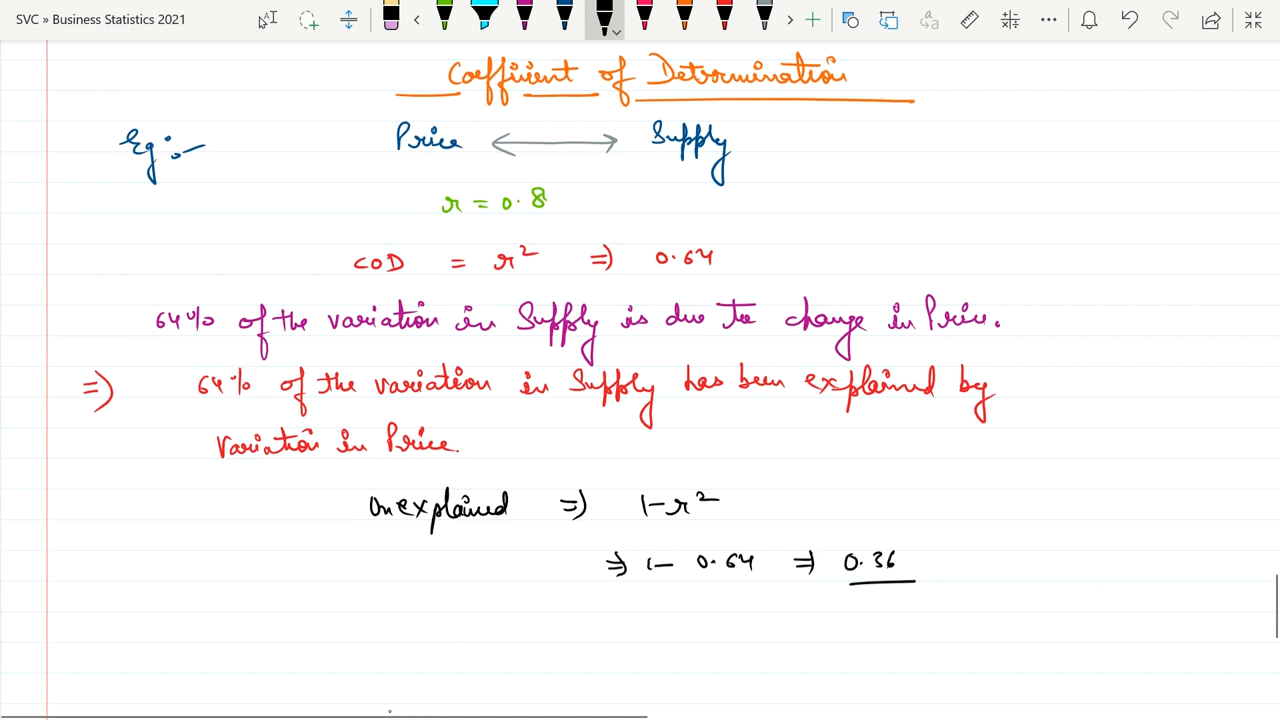 SVC » Business Statistics 2021
Coefficient of Determination
Eg :- Price ⟷ Supply
r = 0.8
COD = r² ⇒ 0.64
64% of the variation in Supply is due to change in Price.
⇒ 64% of the variation in Supply has been explained by
Variation in Price.
Unexplained ⇒ 1-r²
⇒ 1- 0.64 ⇒ 0.36